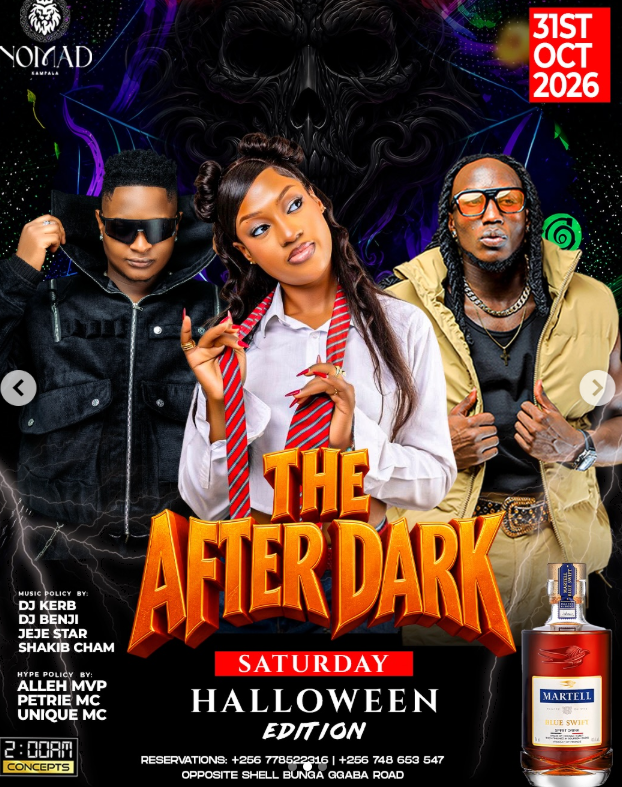 NOMAD
KAMPALA
31ST
OCT
2026
THE
AFTER DARK
MUSIC POLICY BY:
DJ KERB
DJ BENJI
JEJE STAR
SHAKIB CHAM
HYPE POLICY BY:
ALLEH MVP
PETRIE MC
UNIQUE MC
2:00AM
CONCEPTS
SATURDAY
HALLOWEEN
EDITION
RESERVATIONS: +256 778522316 | +256 748 653 547
OPPOSITE SHELL BUNGA GGABA ROAD
MARTELL
BLUE SWIFT
SPIRIT DRINK